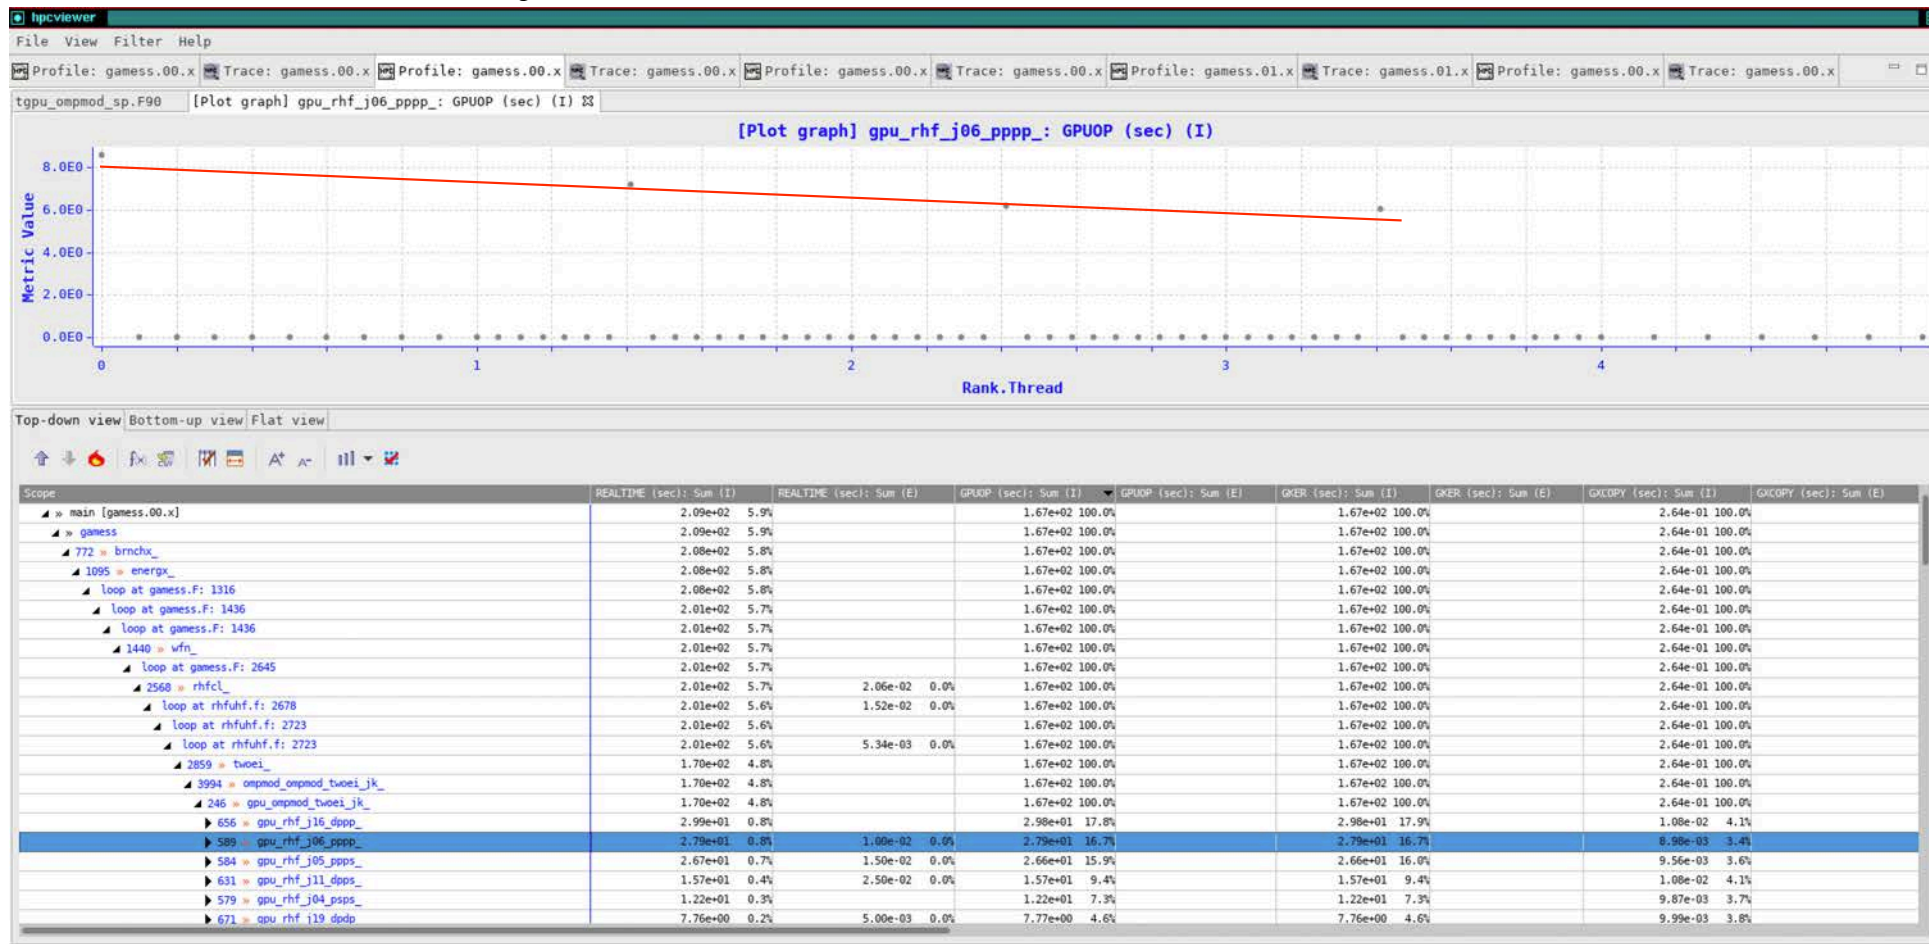 hpcviewer
File View Filter Help
Profile: gamess.00.x Trace: gamess.00.x Profile: gamess.00.x Trace: gamess.00.x Profile: gamess.00.x Trace: gamess.00.x Profile: gamess.01.x Trace: gamess.01.x Profile: gamess.00.x Trace: gamess.00.x
tgpu_ompmod_sp.F90 [Plot graph] gpu_rhf_j06_pppp_: GPUOP (sec) (I)
[Plot graph] gpu_rhf_j06_pppp_: GPUOP (sec) (I)
Metric Value
8.0E0
6.0E0
4.0E0
2.0E0
0.0E0
0 1 2 3 4
Rank.Thread
Top-down view Bottom-up view Flat view
Scope REALTIME (sec): Sum (I) REALTIME (sec): Sum (E) GPUOP (sec): Sum (I) GPUOP (sec): Sum (E) GKER (sec): Sum (I) GKER (sec): Sum (E) GXCOPY (sec): Sum (I) GXCOPY (sec): Sum (E)
» main [gamess.00.x] 2.09e+02 5.9% 1.67e+02 100.0% 1.67e+02 100.0% 2.64e-01 100.0%
» gamess 2.09e+02 5.9% 1.67e+02 100.0% 1.67e+02 100.0% 2.64e-01 100.0%
772 » brnchx_ 2.08e+02 5.8% 1.67e+02 100.0% 1.67e+02 100.0% 2.64e-01 100.0%
1095 » energx_ 2.08e+02 5.8% 1.67e+02 100.0% 1.67e+02 100.0% 2.64e-01 100.0%
loop at gamess.F: 1316 2.08e+02 5.8% 1.67e+02 100.0% 1.67e+02 100.0% 2.64e-01 100.0%
loop at gamess.F: 1436 2.01e+02 5.7% 1.67e+02 100.0% 1.67e+02 100.0% 2.64e-01 100.0%
loop at gamess.F: 1436 2.01e+02 5.7% 1.67e+02 100.0% 1.67e+02 100.0% 2.64e-01 100.0%
1440 » wfn_ 2.01e+02 5.7% 1.67e+02 100.0% 1.67e+02 100.0% 2.64e-01 100.0%
loop at gamess.F: 2645 2.01e+02 5.7% 1.67e+02 100.0% 1.67e+02 100.0% 2.64e-01 100.0%
2568 » rhfcl_ 2.01e+02 5.7% 2.06e-02 0.0% 1.67e+02 100.0% 1.67e+02 100.0% 2.64e-01 100.0%
loop at rhfuhf.f: 2678 2.01e+02 5.6% 1.52e-02 0.0% 1.67e+02 100.0% 1.67e+02 100.0% 2.64e-01 100.0%
loop at rhfuhf.f: 2723 2.01e+02 5.6% 1.67e+02 100.0% 1.67e+02 100.0% 2.64e-01 100.0%
loop at rhfuhf.f: 2723 2.01e+02 5.6% 5.34e-03 0.0% 1.67e+02 100.0% 1.67e+02 100.0% 2.64e-01 100.0%
2859 » twoei_ 1.70e+02 4.8% 1.67e+02 100.0% 1.67e+02 100.0% 2.64e-01 100.0%
3994 » ompmod_ompmod_twoei_jk_ 1.70e+02 4.8% 1.67e+02 100.0% 1.67e+02 100.0% 2.64e-01 100.0%
246 » gpu_ompmod_twoei_jk_ 1.70e+02 4.8% 1.67e+02 100.0% 1.67e+02 100.0% 2.64e-01 100.0%
656 » gpu_rhf_j16_dppp_ 2.99e+01 0.8% 2.98e+01 17.8% 2.98e+01 17.9% 1.08e-02 4.1%
589 » gpu_rhf_j06_pppp_ 2.79e+01 0.8% 1.00e-02 0.0% 2.79e+01 16.7% 2.79e+01 16.7% 8.98e-03 3.4%
584 » gpu_rhf_j05_ppps_ 2.67e+01 0.7% 1.50e-02 0.0% 2.66e+01 15.9% 2.66e+01 16.0% 9.56e-03 3.6%
631 » gpu_rhf_j11_dpps_ 1.57e+01 0.4% 2.50e-02 0.0% 1.57e+01 9.4% 1.57e+01 9.4% 1.08e-02 4.1%
579 » gpu_rhf_j04_psps_ 1.22e+01 0.3% 1.22e+01 7.3% 1.22e+01 7.3% 9.87e-03 3.7%
671 » gpu_rhf_j19_dpdp 7.76e+00 0.2% 5.00e-03 0.0% 7.77e+00 4.6% 7.76e+00 4.6% 9.99e-03 3.8%